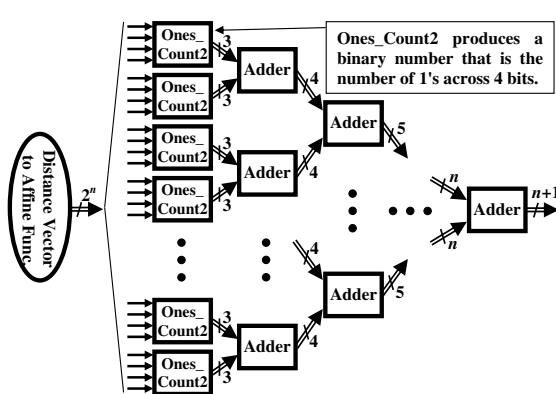 Ones_Count2 produces a
binary number that is the
number of 1's across 4 bits.
Distance Vector
to Affine Func.
2^n
Ones_
Count2
3
Ones_
Count2
3
Ones_
Count2
3
Ones_
Count2
3
Ones_
Count2
3
Ones_
Count2
3
Adder
4
Adder
4
4
Adder
4
Adder
5
Adder
5
n
n
Adder
n+1